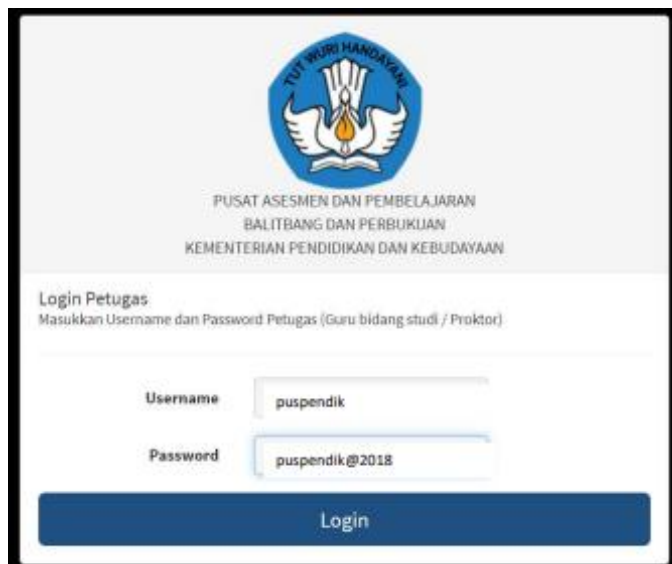 TUT WURI HANDAYANI
PUSAT ASESMEN DAN PEMBELAJARAN
BALITBANG DAN PERBUKUAN
KEMENTERIAN PENDIDIKAN DAN KEBUDAYAAN
Login Petugas
Masukkan Username dan Password Petugas (Guru bidang studi / Proktor)
Username puspendik
Password puspendik@2018
Login